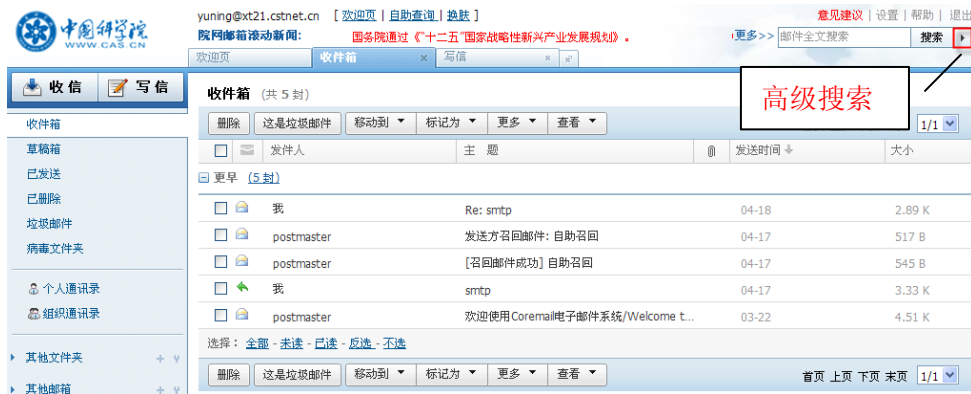 中国科学院
WWW.CAS.CN
yuning@xt21.cstnet.cn [ 欢迎页 | 自助查询 | 换肤 ]
意见建议 | 设置 | 帮助 | 退出
院网邮箱滚动新闻: 国务院通过《"十二五"国家战略性新兴产业发展规划》。
更多>> 邮件全文搜索 搜索
欢迎页 收件箱 × 写信 ×
高级搜索
收信 写信
收件箱 (共 5 封)
删除 这是垃圾邮件 移动到 标记为 更多 查看 1/1
发件人 主 题 发送时间 大小
更早 (5 封)
我 Re: smtp 04-18 2.89 K
postmaster 发送方召回邮件: 自助召回 04-17 517 B
postmaster [召回邮件成功] 自助召回 04-17 545 B
我 smtp 04-17 3.33 K
postmaster 欢迎使用Coremail电子邮件系统/Welcome t... 03-22 4.51 K
选择: 全部 - 未读 - 已读 - 反选 - 不选
删除 这是垃圾邮件 移动到 标记为 更多 查看 首页 上页 下页 末页 1/1
收件箱
草稿箱
已发送
已删除
垃圾邮件
病毒文件夹
个人通讯录
组织通讯录
其他文件夹
其他邮箱